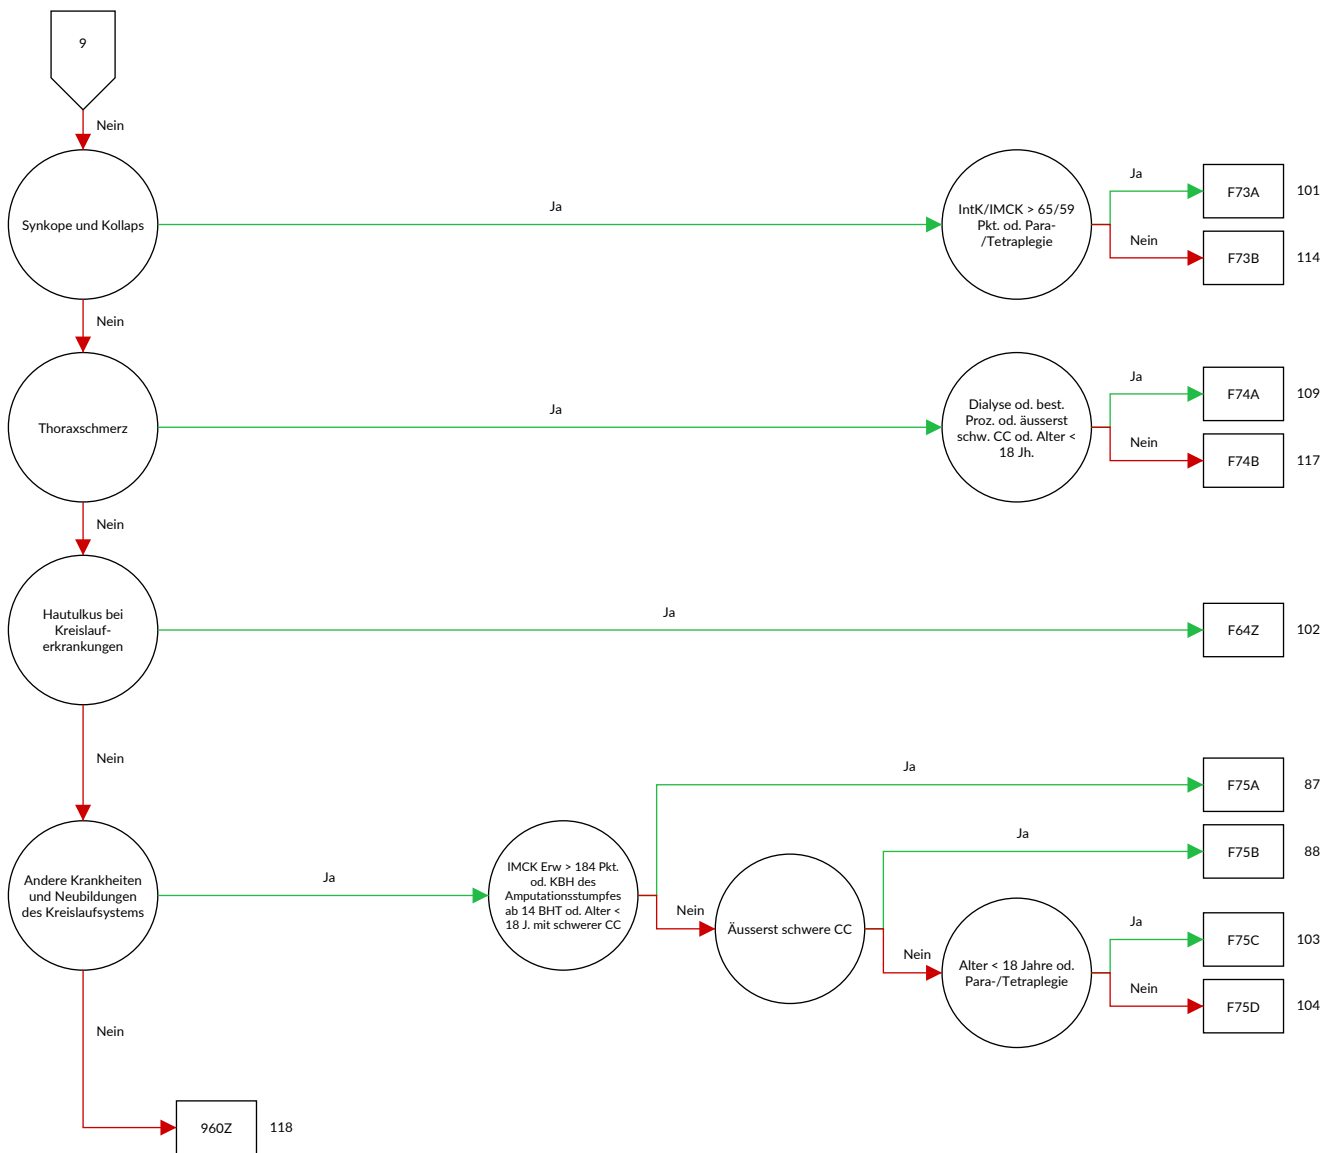 9
Nein
Synkope und Kollaps
Ja
IntK/IMCK > 65/59
Pkt. od. Para-
/Tetraplegie
Ja
F73A
101
Nein
F73B
114
Nein
Thoraxschmerz
Ja
Dialyse od. best.
Proz. od. äusserst
schw. CC od. Alter <
18 Jh.
Ja
F74A
109
Nein
F74B
117
Nein
Hautulkus bei
Kreislauf-
erkrankungen
Ja
F64Z
102
Nein
Andere Krankheiten
und Neubildungen
des Kreislaufsystems
Ja
IMCK Erw > 184 Pkt.
od. KBH des
Amputationsstumpfes
ab 14 BHT od. Alter <
18 J. mit schwerer CC
Ja
F75A
87
Nein
Äusserst schwere CC
Ja
F75B
88
Nein
Alter < 18 Jahre od.
Para-/Tetraplegie
Ja
F75C
103
Nein
F75D
104
Nein
960Z
118